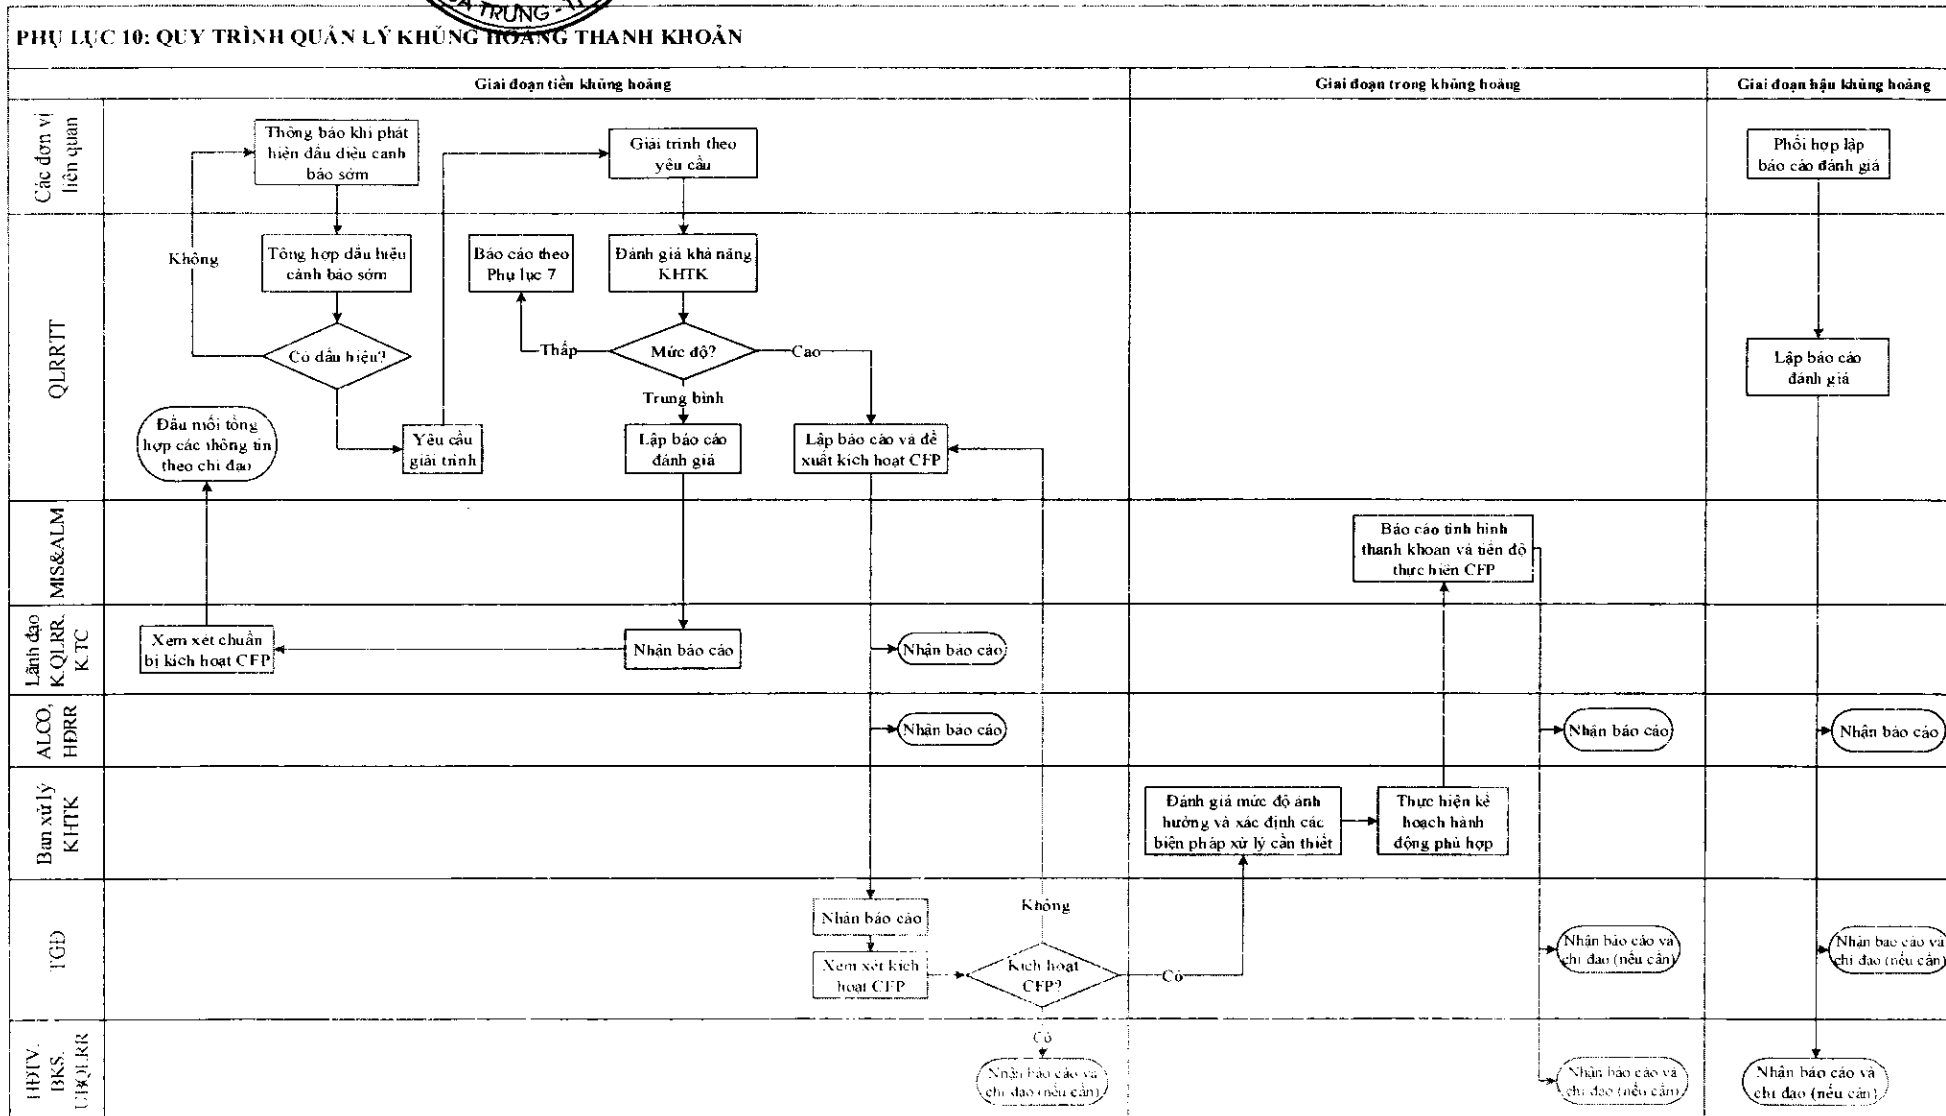 A TRUNG - T
PHỤ LỤC 10: QUY TRÌNH QUẢN LÝ KHỦNG HOẢNG THANH KHOẢN
Giai đoạn tiền khủng hoảng
Giai đoạn trong khủng hoảng
Giai đoạn hậu khủng hoảng
Các đơn vị
liên quan
Thông báo khi phát
hiện dấu diệu cảnh
báo sớm
Giải trình theo
yêu cầu
Phối hợp lập
báo cáo đánh giá
QLRRTT
Không
Tổng hợp dấu hiệu
cảnh báo sớm
Báo cáo theo
Phụ lục 7
Đánh giá khả năng
KHTK
Có dấu hiệu?
Thấp
Mức độ?
Cao
Lập báo cáo
đánh giá
Trung bình
Đầu mối tổng
hợp các thông tin
theo chỉ đạo
Yêu cầu
giải trình
Lập báo cáo
đánh giá
Lập báo cáo và đề
xuất kích hoạt CFP
MIS&ALM
Báo cáo tình hình
thanh khoản và tiến độ
thực hiện CFP
Lãnh đạo
K.QLRR.
K.TC
Xem xét chuẩn
bị kích hoạt CFP
Nhận báo cáo
Nhận báo cáo
ALCO,
HĐRR
Nhận báo cáo
Nhận báo cáo
Nhận báo cáo
Ban xử lý
KHTK
Đánh giá mức độ ảnh
hưởng và xác định các
biện pháp xử lý cần thiết
Thực hiện kế
hoạch hành
động phù hợp
TGĐ
Nhận báo cáo
Không
Xem xét kích
hoạt CFP
Kích hoạt
CFP?
Có
Nhận báo cáo và
chỉ đạo (nếu cần)
Nhận báo cáo và
chỉ đạo (nếu cần)
HĐTV.
BKS.
UBQLRR
Có
Nhận báo cáo và
chỉ đạo (nếu cần)
Nhận báo cáo và
chỉ đạo (nếu cần)
Nhận báo cáo và
chỉ đạo (nếu cần)